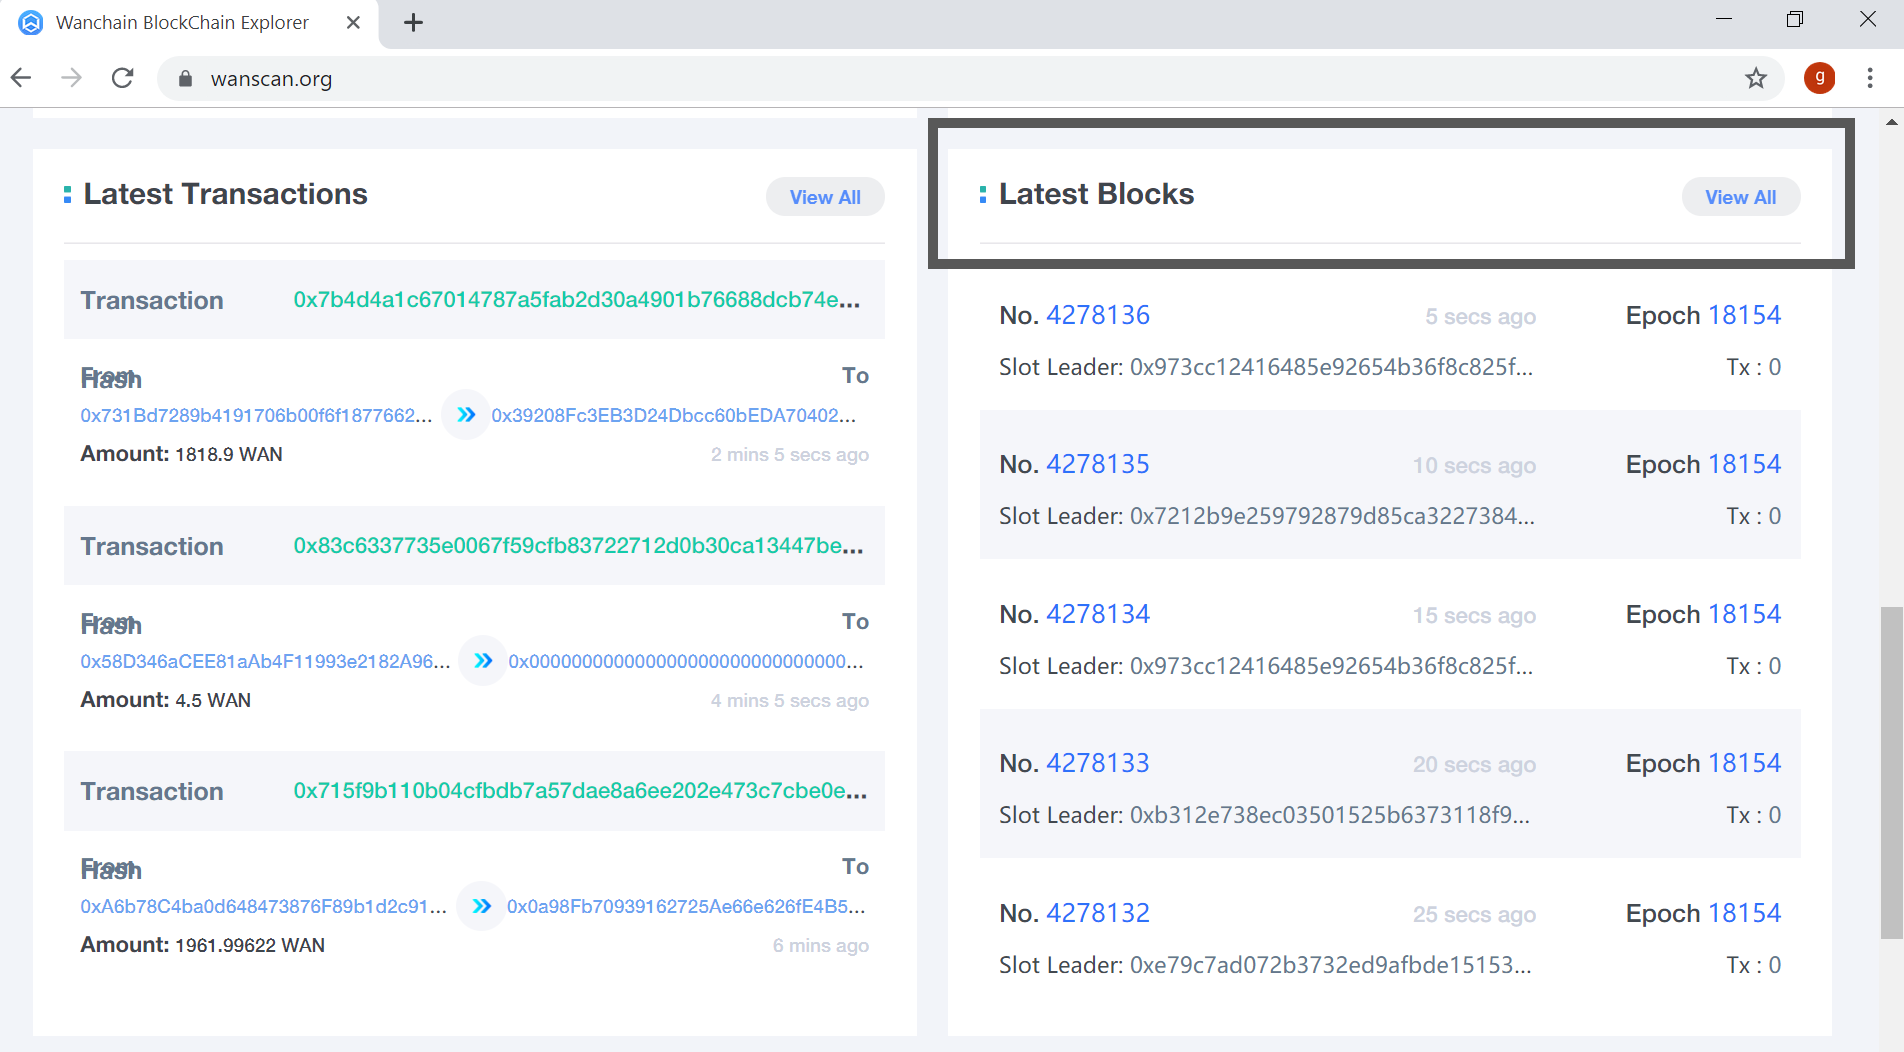 Wanchain BlockChain Explorer
wanscan.org
g
Latest Transactions
View All
Transaction 0x7b4d4a1c67014787a5fab2d30a4901b76688dcb74e...
Hash
From To
0x731Bd7289b4191706b00f6f1877662... 0x39208Fc3EB3D24Dbcc60bEDA70402...
Amount: 1818.9 WAN 2 mins 5 secs ago
Transaction 0x83c6337735e0067f59cfb83722712d0b30ca13447be...
Hash
From To
0x58D346aCEE81aAb4F11993e2182A96... 0x0000000000000000000000000000000...
Amount: 4.5 WAN 4 mins 5 secs ago
Transaction 0x715f9b110b04cfbdb7a57dae8a6ee202e473c7cbe0e...
Hash
From To
0xA6b78C4ba0d648473876F89b1d2c91... 0x0a98Fb70939162725Ae66e626fE4B5...
Amount: 1961.99622 WAN 6 mins ago
Latest Blocks
View All
No. 4278136 5 secs ago Epoch 18154
Slot Leader: 0x973cc12416485e92654b36f8c825f... Tx : 0
No. 4278135 10 secs ago Epoch 18154
Slot Leader: 0x7212b9e259792879d85ca3227384... Tx : 0
No. 4278134 15 secs ago Epoch 18154
Slot Leader: 0x973cc12416485e92654b36f8c825f... Tx : 0
No. 4278133 20 secs ago Epoch 18154
Slot Leader: 0xb312e738ec03501525b6373118f9... Tx : 0
No. 4278132 25 secs ago Epoch 18154
Slot Leader: 0xe79c7ad072b3732ed9afbde15153... Tx : 0